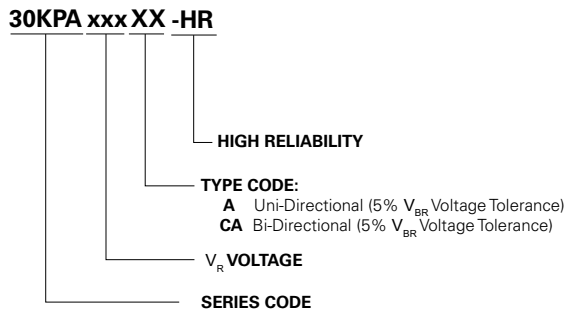 30KPA xxx XX -HR
HIGH RELIABILITY
TYPE CODE:
A Uni-Directional (5% VBR Voltage Tolerance)
CA Bi-Directional (5% VBR Voltage Tolerance)
VR VOLTAGE
SERIES CODE